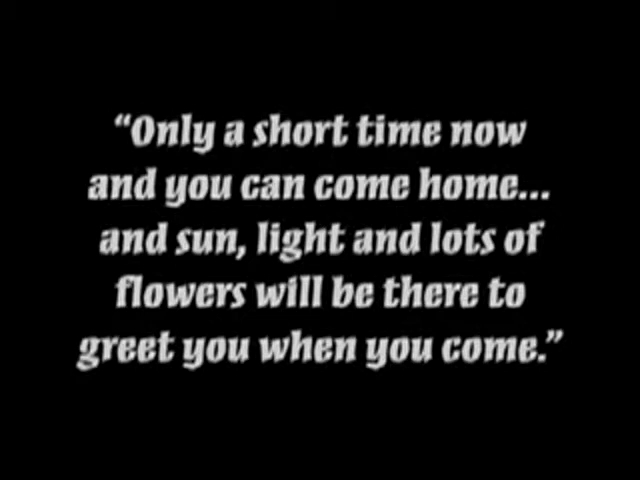 “Only a short time now
and you can come home...
and sun, light and lots of
flowers will be there to
greet you when you come.”